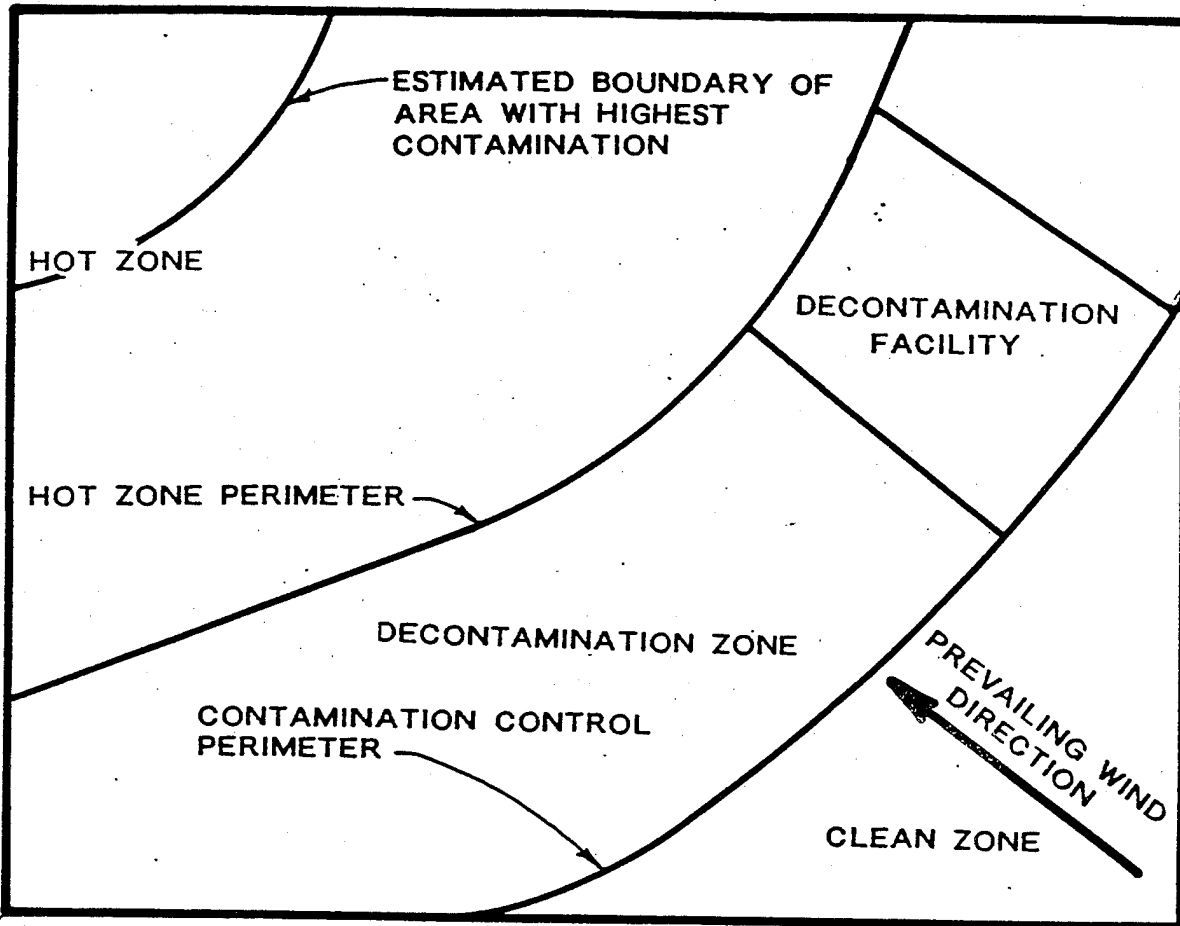 ESTIMATED BOUNDARY OF
AREA WITH HIGHEST
CONTAMINATION
HOT ZONE
DECONTAMINATION
FACILITY
HOT ZONE PERIMETER
DECONTAMINATION ZONE
PREVAILING WIND
DIRECTION
CONTAMINATION CONTROL
PERIMETER
CLEAN ZONE